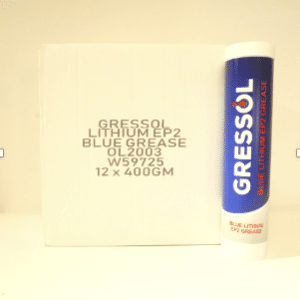 GRESSOL
LITHIUM EP2
BLUE GREASE
OL2003
W59725
12 x 400GM
GRESSOL
BLUE LITHIUM EP2 GREASE
BLUE LITHIUM
EP2 GREASE